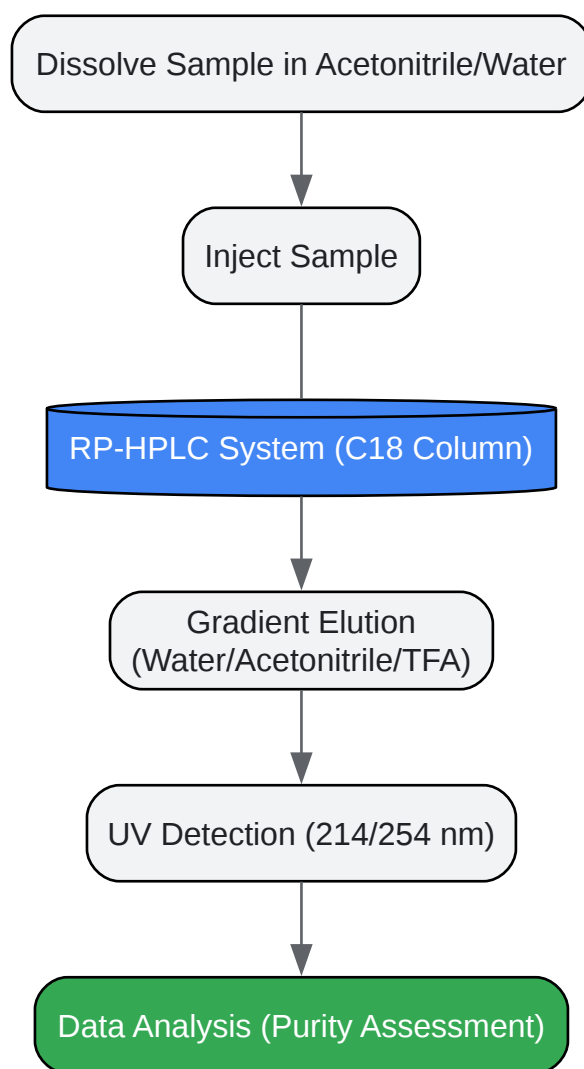 Dissolve Sample in Acetonitrile/Water
Inject Sample
RP-HPLC System (C18 Column)
Gradient Elution
(Water/Acetonitrile/TFA)
UV Detection (214/254 nm)
Data Analysis (Purity Assessment)